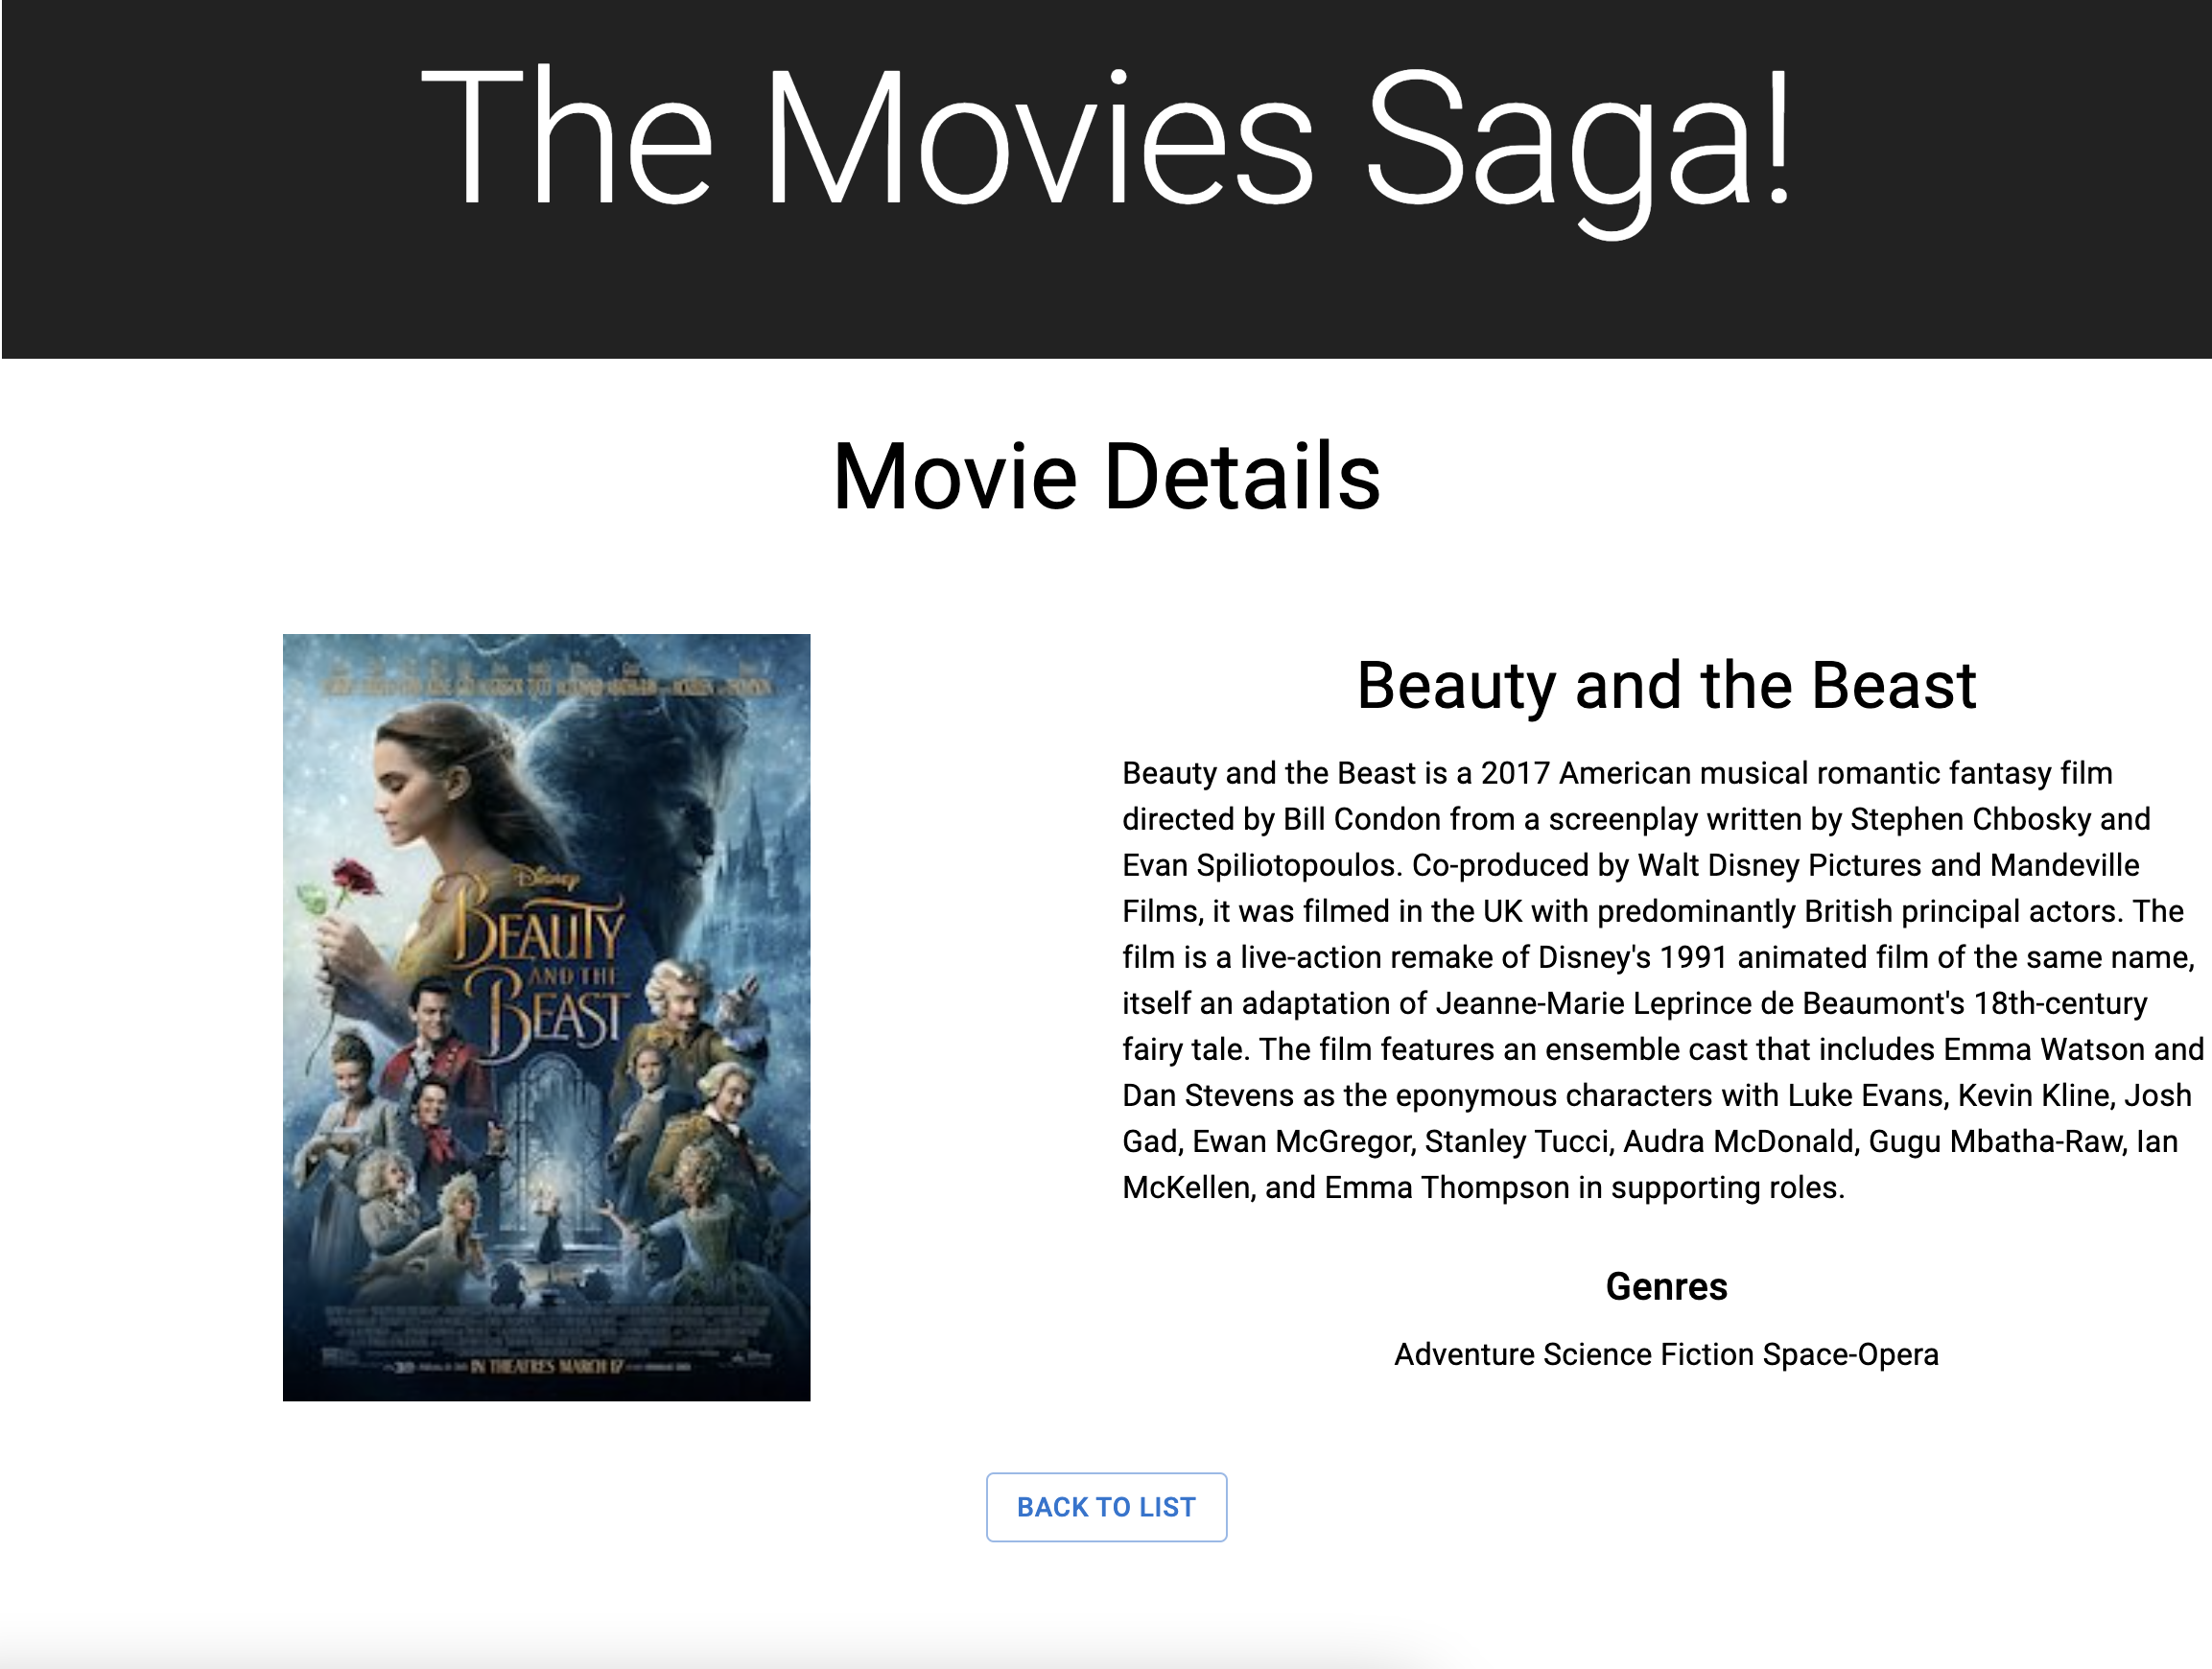 The Movies Saga!
Movie Details
Disney
BEAUTY
AND THE
BEAST
IN THEATRES MARCH 17
Beauty and the Beast
Beauty and the Beast is a 2017 American musical romantic fantasy film
directed by Bill Condon from a screenplay written by Stephen Chbosky and
Evan Spiliotopoulos. Co-produced by Walt Disney Pictures and Mandeville
Films, it was filmed in the UK with predominantly British principal actors. The
film is a live-action remake of Disney's 1991 animated film of the same name,
itself an adaptation of Jeanne-Marie Leprince de Beaumont's 18th-century
fairy tale. The film features an ensemble cast that includes Emma Watson and
Dan Stevens as the eponymous characters with Luke Evans, Kevin Kline, Josh
Gad, Ewan McGregor, Stanley Tucci, Audra McDonald, Gugu Mbatha-Raw, Ian
McKellen, and Emma Thompson in supporting roles.
Genres
Adventure Science Fiction Space-Opera
BACK TO LIST